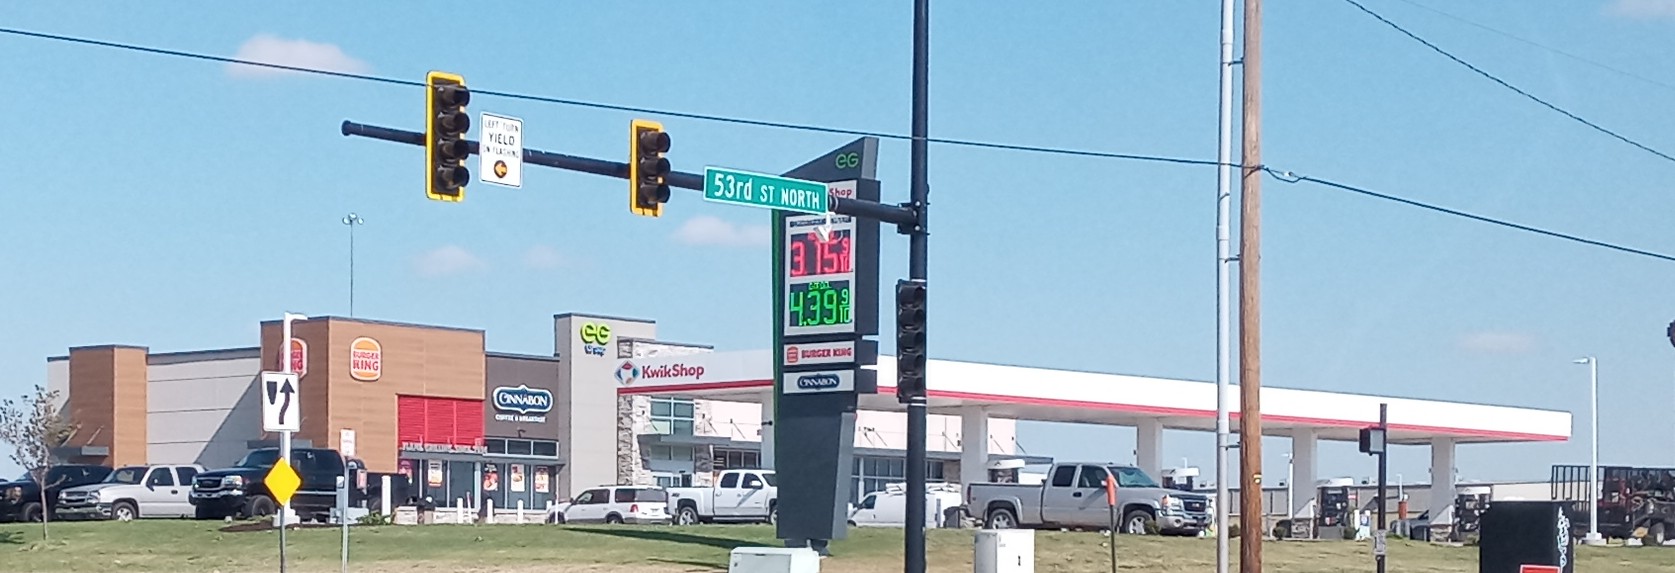 LEFT TURN
YIELD
ON FLASHING
53rd ST NORTH
eG
Shop
3.75 9/10
4.39 9/10
BURGER KING
CINNABON
BURGER
KING
eG
CINNABON
KwikShop